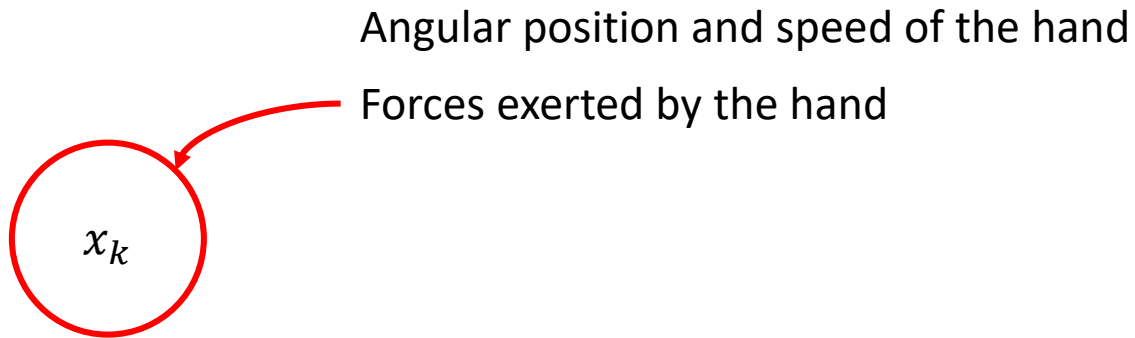 Angular position and speed of the hand
Forces exerted by the hand
x_k